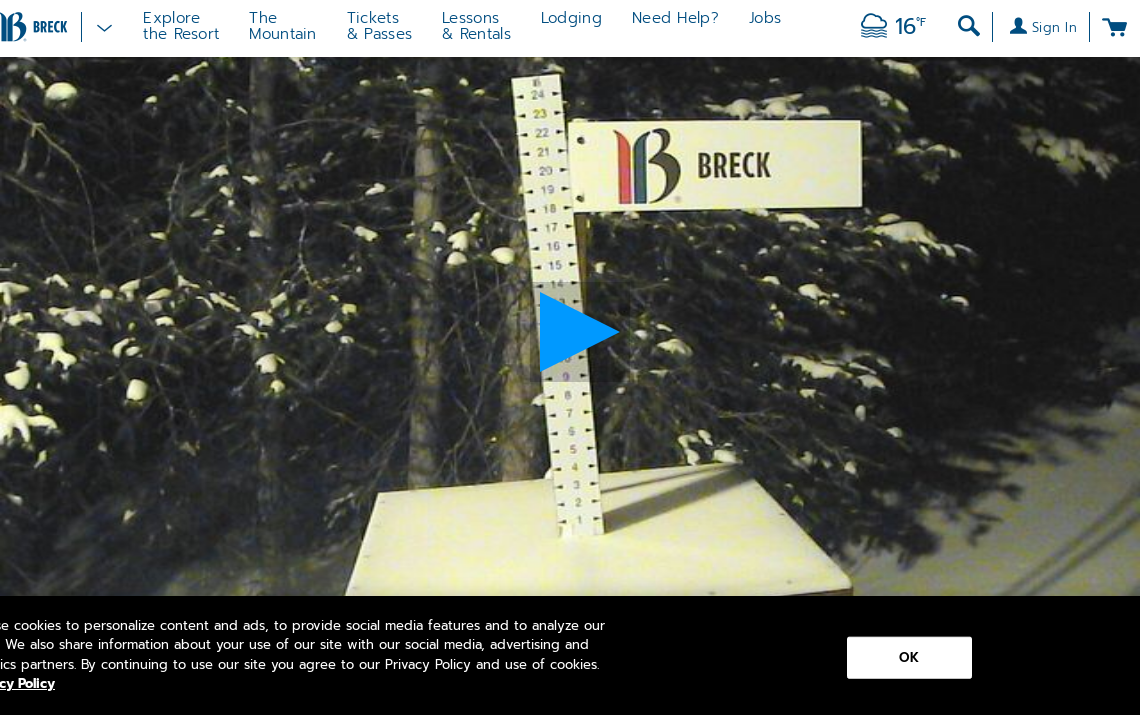 BRECK
Explore
the Resort
The
Mountain
Tickets
& Passes
Lessons
& Rentals
Lodging
Need Help?
Jobs
16°F
Sign In
24
23
22
21
20
19
18
17
16
15
14
9
8
7
6
5
4
3
2
1
B BRECK
se cookies to personalize content and ads, to provide social media features and to analyze our
We also share information about your use of our site with our social media, advertising and
ics partners. By continuing to use our site you agree to our Privacy Policy and use of cookies.
cy Policy
OK